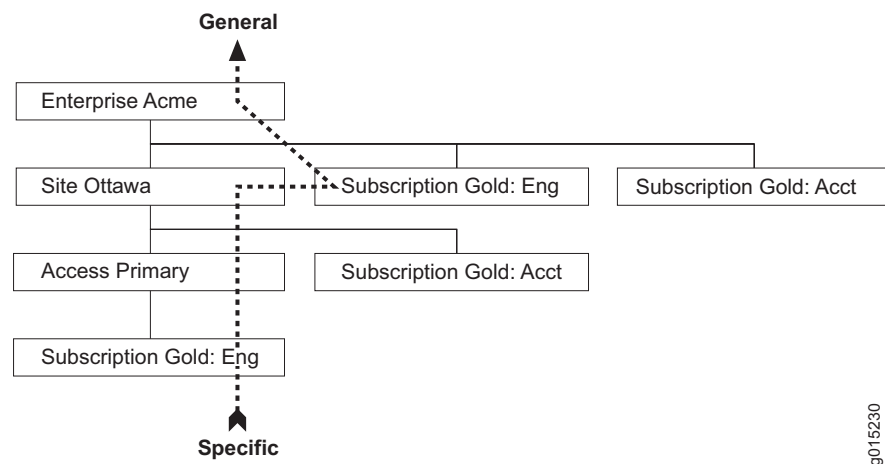 General
Enterprise Acme
Site Ottawa
Subscription Gold: Eng
Subscription Gold: Acct
Access Primary
Subscription Gold: Acct
Subscription Gold: Eng
Specific
g015230